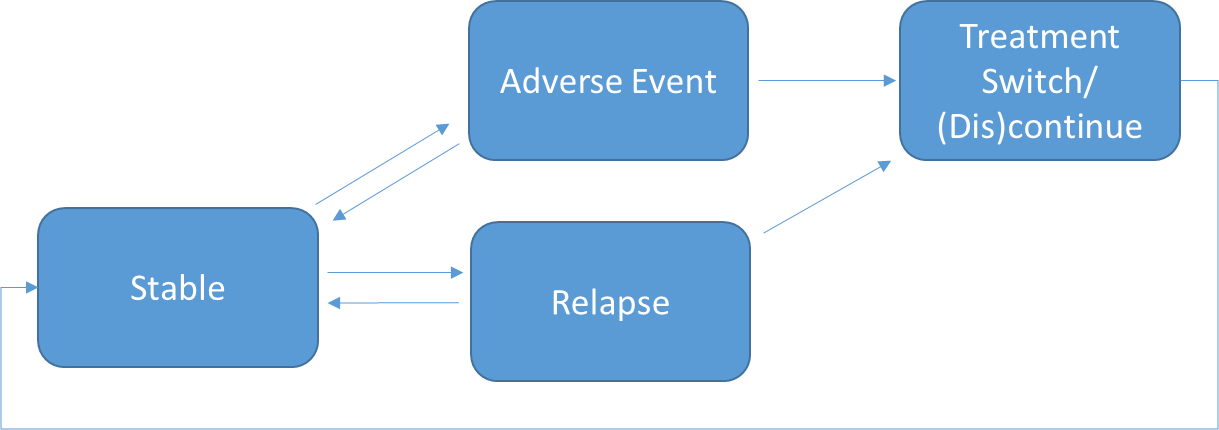 Adverse Event
Treatment
Switch/
(Dis)continue
Stable
Relapse